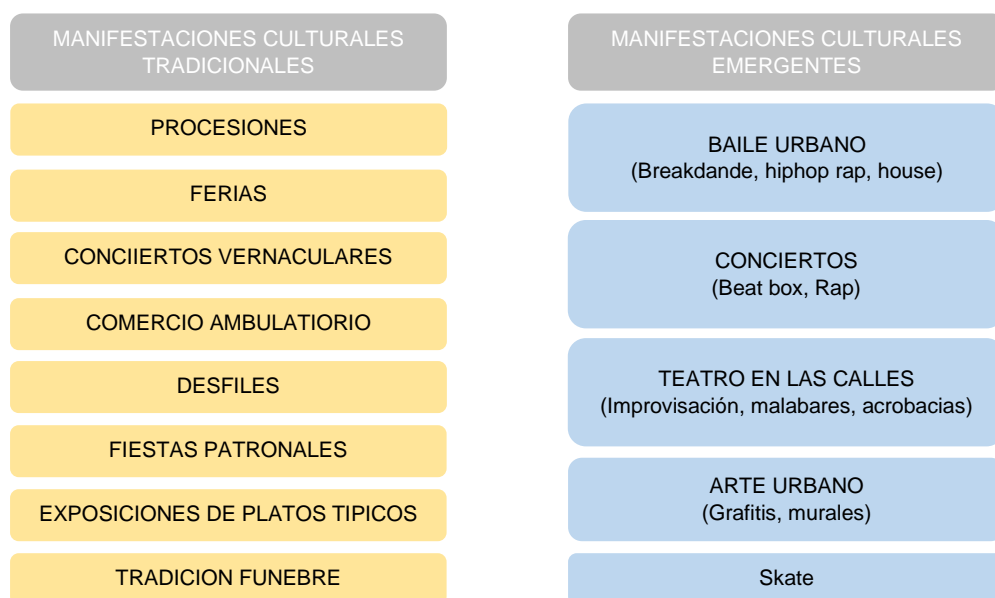 MANIFESTACIONES CULTURALES
TRADICIONALES
PROCESIONES
FERIAS
CONCIIERTOS VERNACULARES
COMERCIO AMBULATIORIO
DESFILES
FIESTAS PATRONALES
EXPOSICIONES DE PLATOS TIPICOS
TRADICION FUNEBRE
MANIFESTACIONES CULTURALES
EMERGENTES
BAILE URBANO
(Breakdande, hiphop rap, house)
CONCIERTOS
(Beat box, Rap)
TEATRO EN LAS CALLES
(Improvisación, malabares, acrobacias)
ARTE URBANO
(Grafitis, murales)
Skate